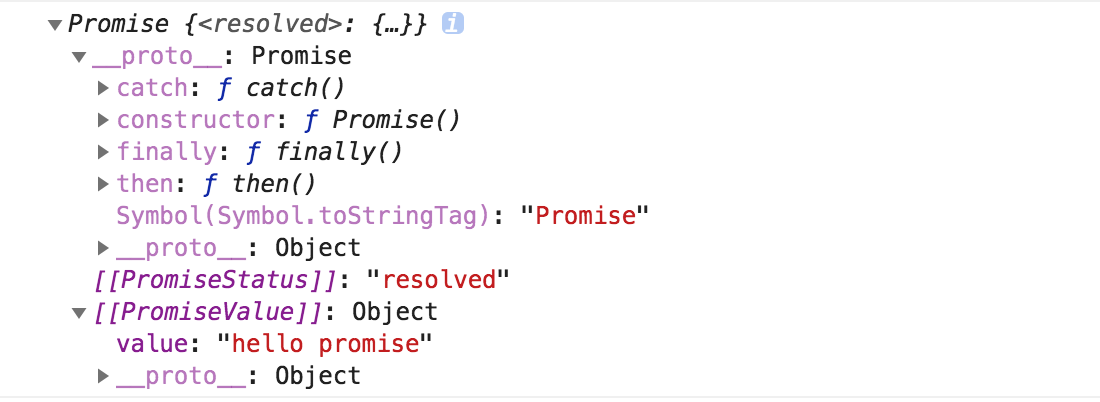 Promise {<resolved>: {…}} i
__proto__: Promise
catch: ƒ catch()
constructor: ƒ Promise()
finally: ƒ finally()
then: ƒ then()
Symbol(Symbol.toStringTag): "Promise"
__proto__: Object
[[PromiseStatus]]: "resolved"
[[PromiseValue]]: Object
value: "hello promise"
__proto__: Object